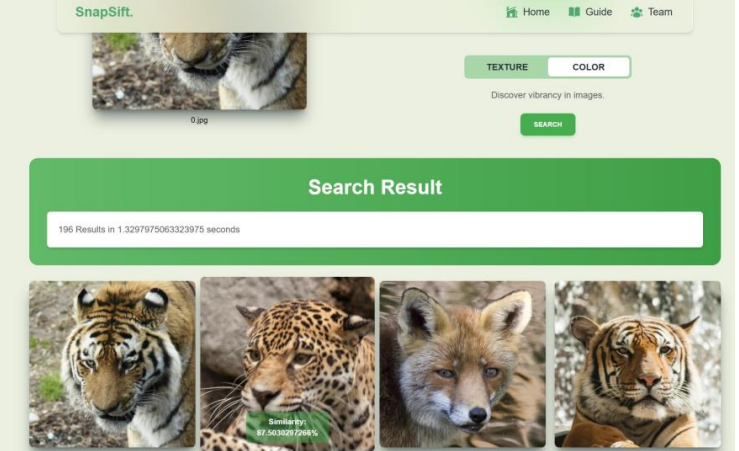 SnapSift.
Home
Guide
Team
TEXTURE
COLOR
Discover vibrancy in images.
0.jpg
SEARCH
Search Result
196 Results in 1.3297975063323975 seconds
Similarity:
87.5030297266%